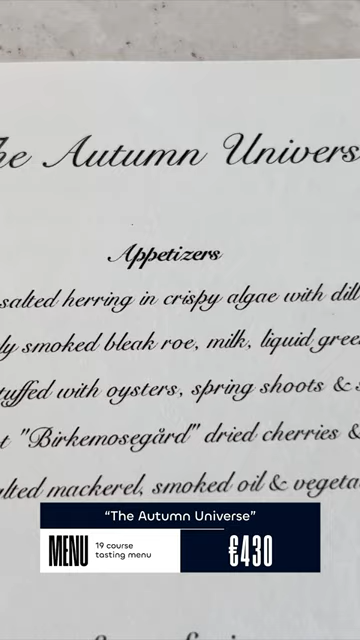 he Autumn Univers
Appetizers
salted herring in crispy algae with dill
ly smoked bleak roe, milk, liquid gree
tuffed with oysters, spring shoots & s
t "Birkemosegård" dried cherries &
lted mackerel, smoked oil & vegeta
“The Autumn Universe”
MENU
19 course
tasting menu
€430